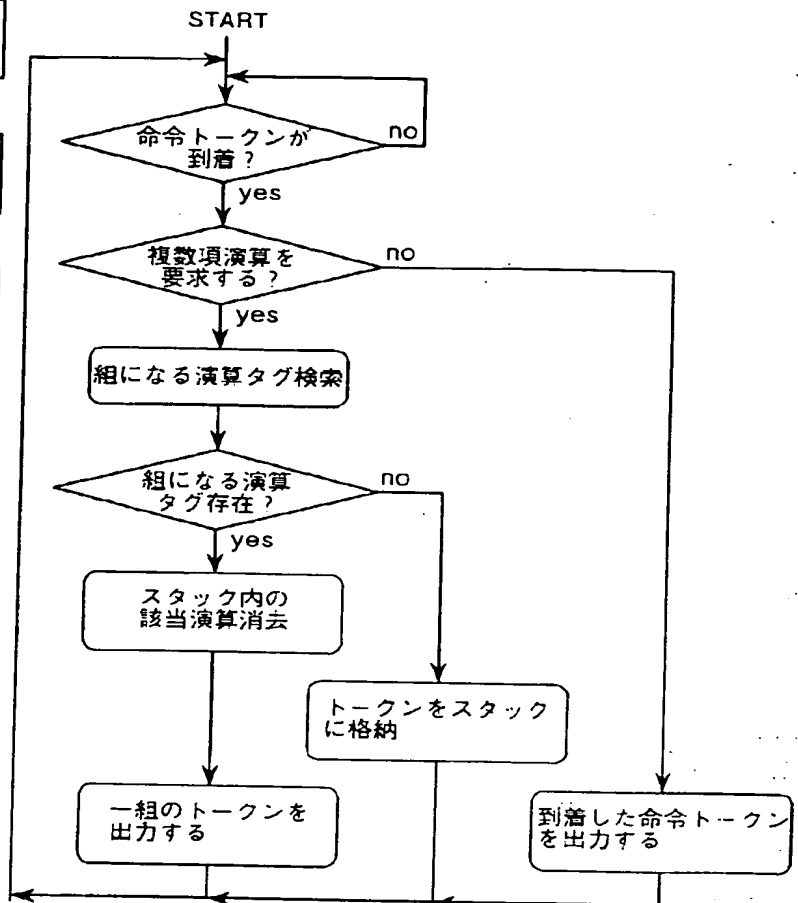 START
命令トークンが
到着？
no
yes
複数項演算を
要求する？
no
yes
組になる演算タグ検索
組になる演算
タグ存在？
no
yes
スタック内の
該当演算消去
トークンをスタック
に格納
一組のトークンを
出力する
到着した命令トークン
を出力する